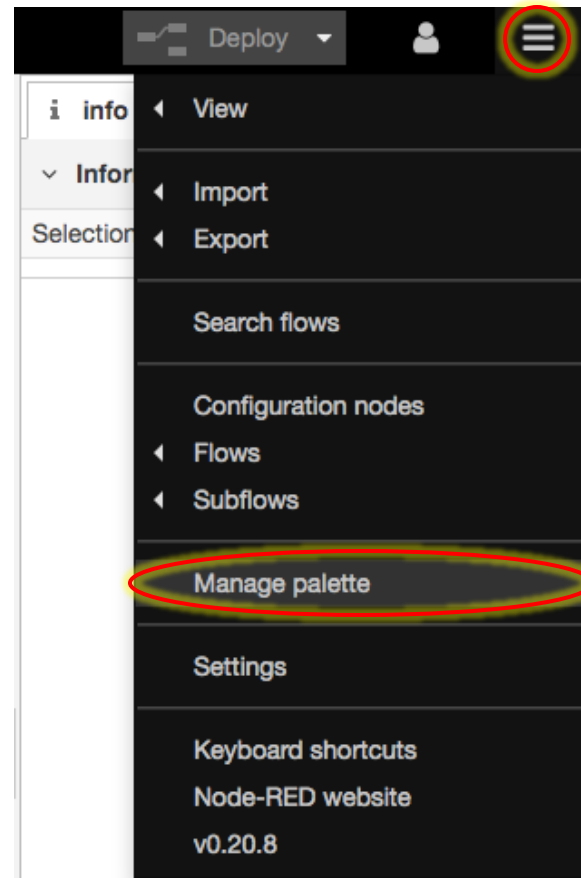 Deploy
i info
Infor
Selection
View
Import
Export
Search flows
Configuration nodes
Flows
Subflows
Manage palette
Settings
Keyboard shortcuts
Node-RED website
v0.20.8